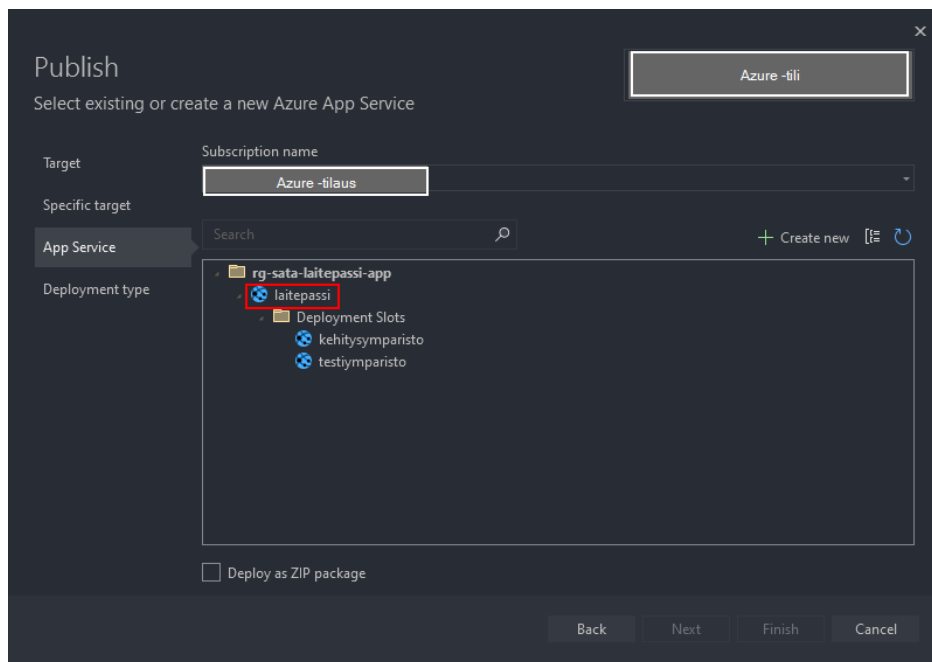 Publish
Select existing or create a new Azure App Service
Azure -tili
Target
Specific target
App Service
Deployment type
Subscription name
Azure -tilaus
Search
Create new
rg-sata-laitepassi-app
laitepassi
Deployment Slots
kehitysymparisto
testiymparisto
Deploy as ZIP package
Back
Next
Finish
Cancel